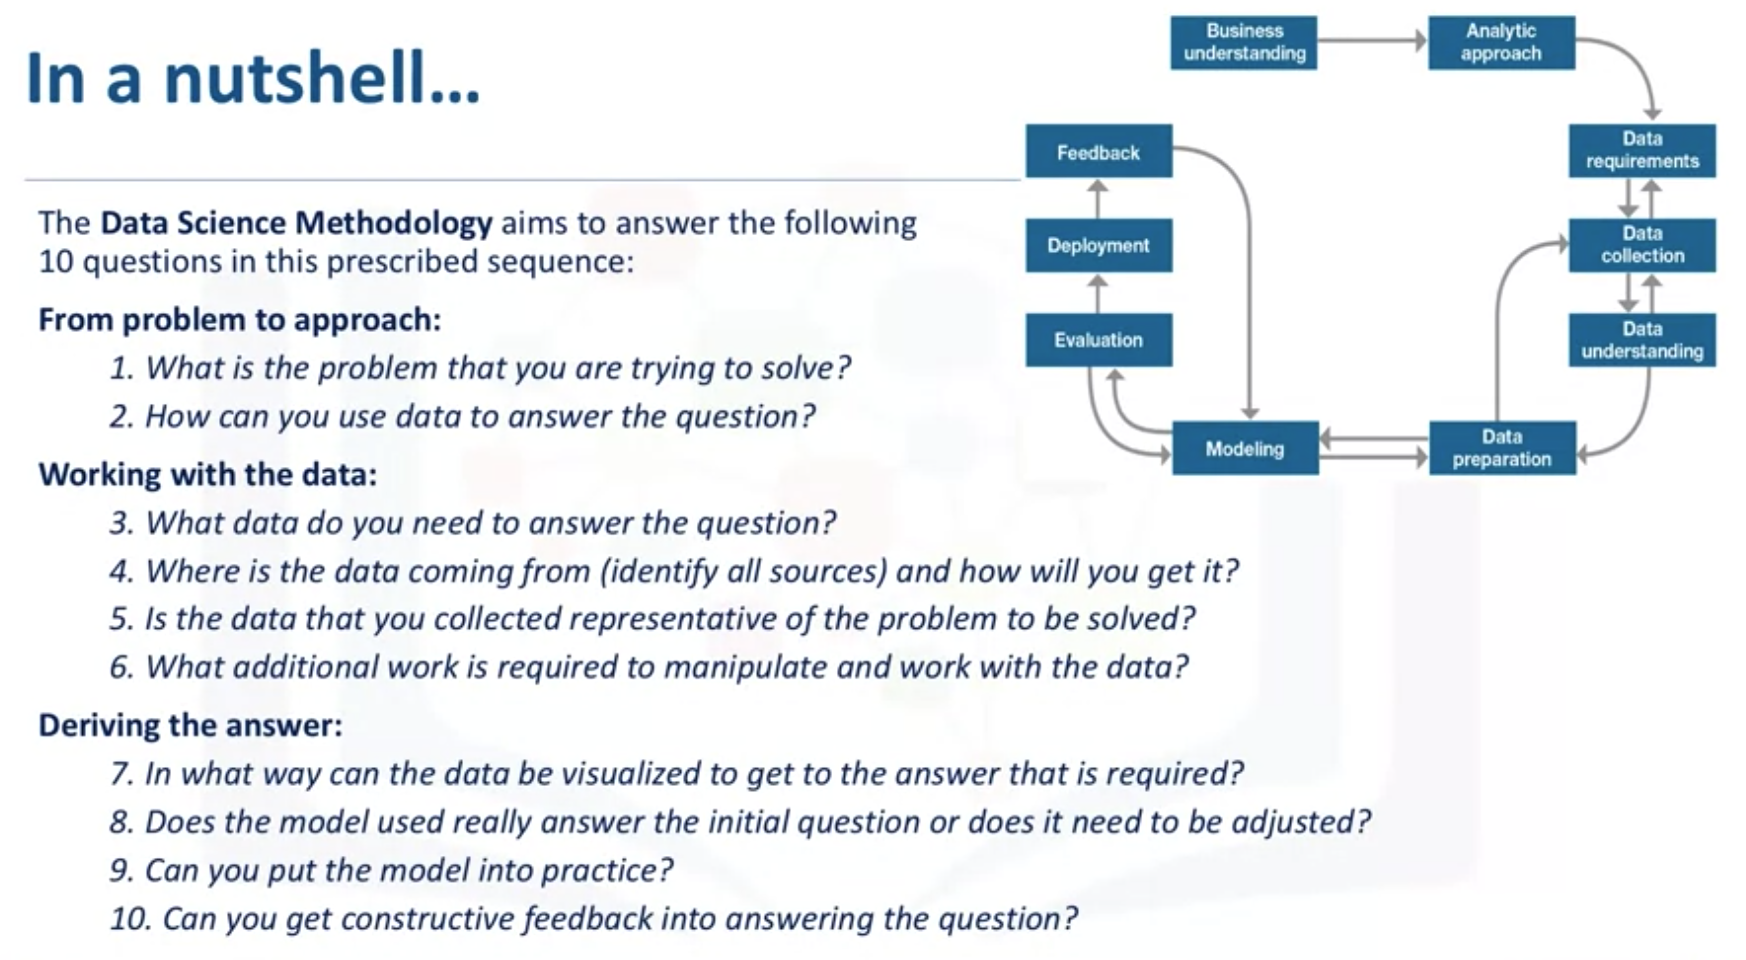 In a nutshell...
The Data Science Methodology aims to answer the following
10 questions in this prescribed sequence:
From problem to approach:
1. What is the problem that you are trying to solve?
2. How can you use data to answer the question?
Working with the data:
3. What data do you need to answer the question?
4. Where is the data coming from (identify all sources) and how will you get it?
5. Is the data that you collected representative of the problem to be solved?
6. What additional work is required to manipulate and work with the data?
Deriving the answer:
7. In what way can the data be visualized to get to the answer that is required?
8. Does the model used really answer the initial question or does it need to be adjusted?
9. Can you put the model into practice?
10. Can you get constructive feedback into answering the question?
Business
understanding
Analytic
approach
Data
requirements
Data
collection
Data
understanding
Data
preparation
Modeling
Evaluation
Deployment
Feedback